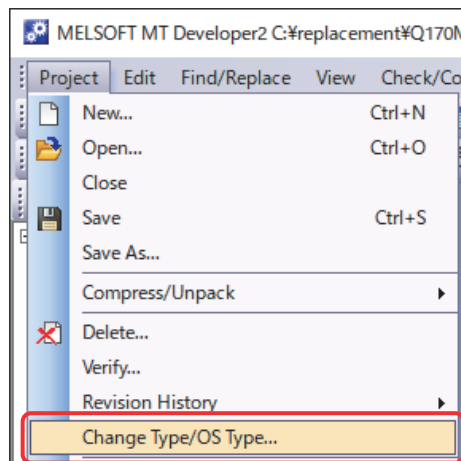 MELSOFT MT Developer2 C:¥replacement¥Q170M
Project Edit Find/Replace View Check/Co
New... Ctrl+N
Open... Ctrl+O
Close
Save Ctrl+S
Save As...
Compress/Unpack
Delete...
Verify...
Revision History
Change Type/OS Type...